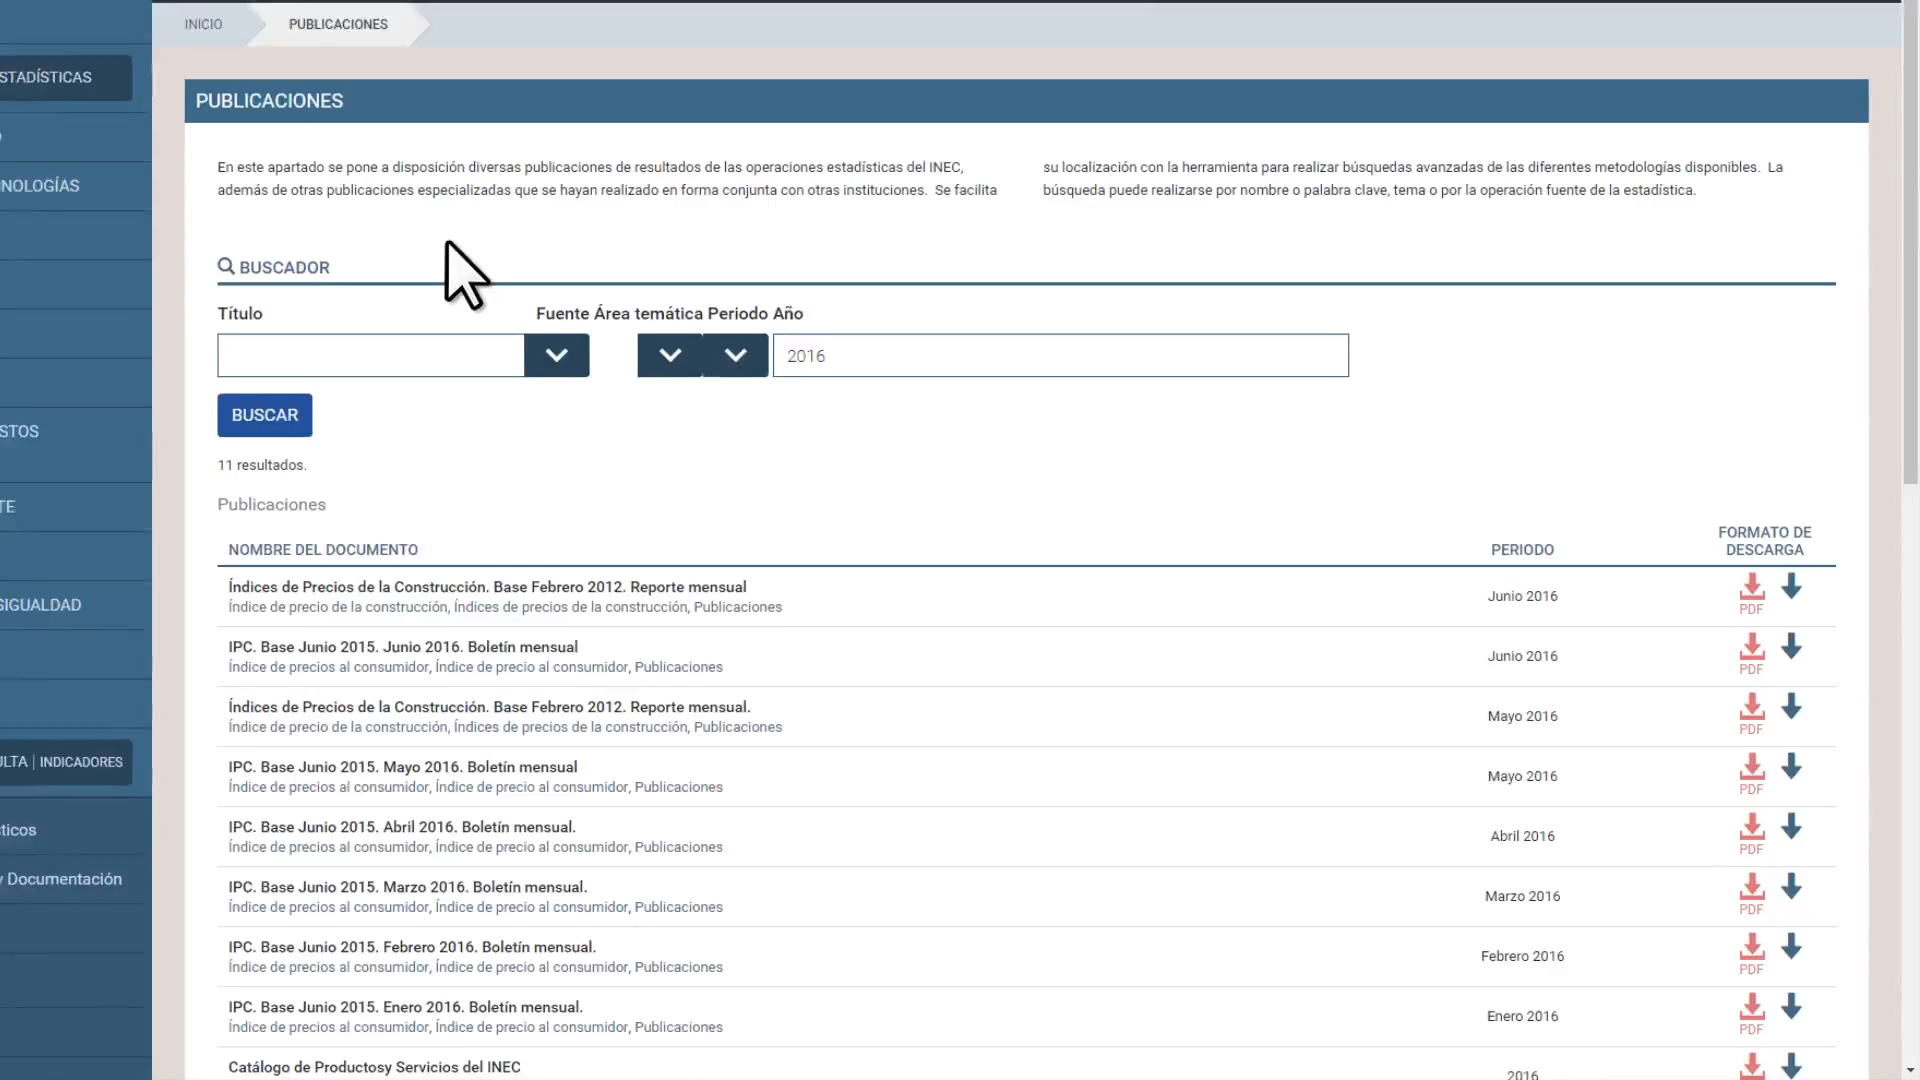 INICIO
PUBLICACIONES
STADÍSTICAS
NOLOGÍAS
STOS
TE
SIGUALDAD
ULTA | INDICADORES
ticos
y Documentación
PUBLICACIONES
En este apartado se pone a disposición diversas publicaciones de resultados de las operaciones estadísticas del INEC,
además de otras publicaciones especializadas que se hayan realizado en forma conjunta con otras instituciones. Se facilita
su localización con la herramienta para realizar búsquedas avanzadas de las diferentes metodologías disponibles. La
búsqueda puede realizarse por nombre o palabra clave, tema o por la operación fuente de la estadística.
BUSCADOR
Título
Fuente Área temática Periodo Año
2016
BUSCAR
11 resultados.
Publicaciones
NOMBRE DEL DOCUMENTO
PERIODO
FORMATO DE
DESCARGA
Índices de Precios de la Construcción. Base Febrero 2012. Reporte mensual
Índice de precio de la construcción, Índices de precios de la construcción, Publicaciones
Junio 2016
PDF
IPC. Base Junio 2015. Junio 2016. Boletín mensual
Índice de precios al consumidor, Índice de precio al consumidor, Publicaciones
Junio 2016
PDF
Índices de Precios de la Construcción. Base Febrero 2012. Reporte mensual.
Índice de precio de la construcción, Índices de precios de la construcción, Publicaciones
Mayo 2016
PDF
IPC. Base Junio 2015. Mayo 2016. Boletín mensual
Índice de precios al consumidor, Índice de precio al consumidor, Publicaciones
Mayo 2016
PDF
IPC. Base Junio 2015. Abril 2016. Boletín mensual.
Índice de precios al consumidor, Índice de precio al consumidor, Publicaciones
Abril 2016
PDF
IPC. Base Junio 2015. Marzo 2016. Boletín mensual.
Índice de precios al consumidor, Índice de precio al consumidor, Publicaciones
Marzo 2016
PDF
IPC. Base Junio 2015. Febrero 2016. Boletín mensual.
Índice de precios al consumidor, Índice de precio al consumidor, Publicaciones
Febrero 2016
PDF
IPC. Base Junio 2015. Enero 2016. Boletín mensual.
Índice de precios al consumidor, Índice de precio al consumidor, Publicaciones
Enero 2016
PDF
Catálogo de Productosy Servicios del INEC
2016